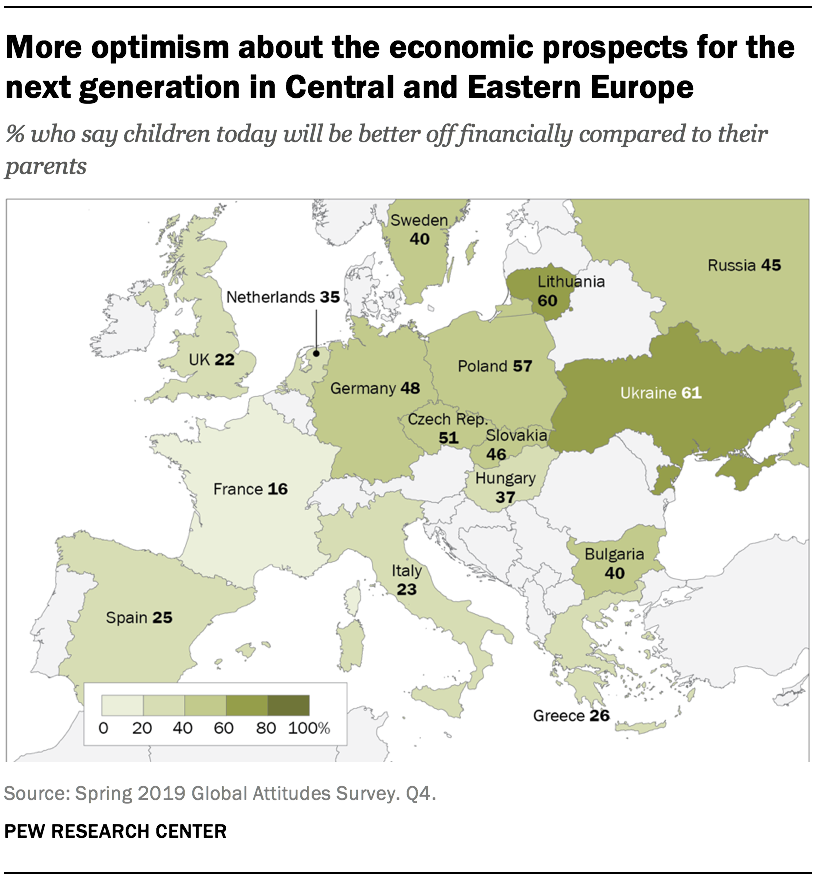 More optimism about the economic prospects for the
next generation in Central and Eastern Europe
% who say children today will be better off financially compared to their
parents
Sweden
40
Russia 45
Lithuania
60
Netherlands 35
UK 22
Poland 57
Germany 48
Ukraine 61
Czech Rep.
51
Slovakia
46
Hungary
37
France 16
Bulgaria
40
Italy
23
Spain 25
Greece 26
0 20 40 60 80 100%
Source: Spring 2019 Global Attitudes Survey. Q4.
PEW RESEARCH CENTER